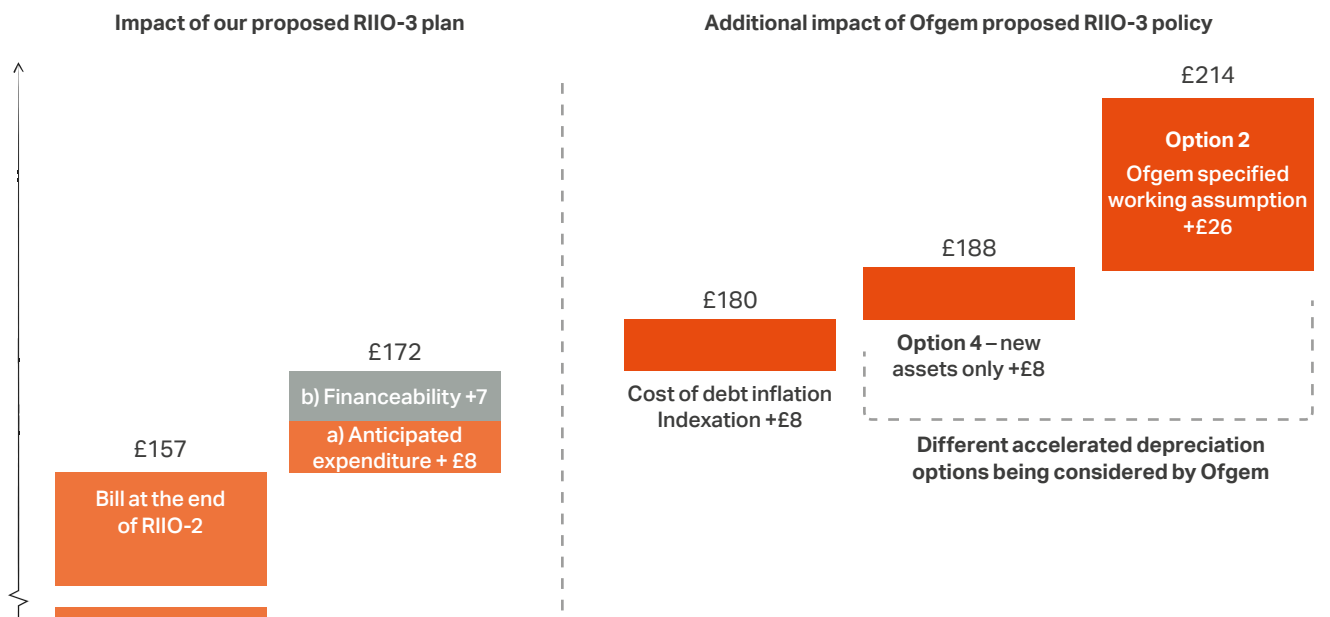 Impact of our proposed RIIO-3 plan
£157
Bill at the end
of RIIO-2
£172
b) Financeability +7
a) Anticipated
expenditure + £8
Additional impact of Ofgem proposed RIIO-3 policy
£180
Cost of debt inflation
Indexation +£8
£188
Option 4 – new
assets only +£8
£214
Option 2
Ofgem specified
working assumption
+£26
Different accelerated depreciation
options being considered by Ofgem